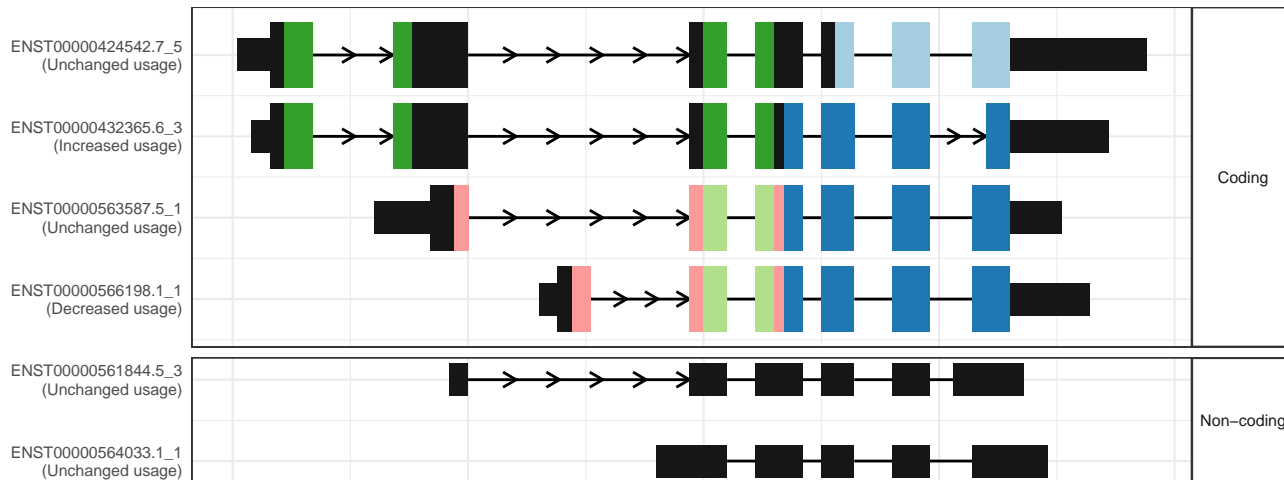 ENST00000424542.7_5
(Unchanged usage)
ENST00000432365.6_3
(Increased usage)
Coding
ENST00000563587.5_1
(Unchanged usage)
ENST00000566198.1_1
(Decreased usage)
ENST00000561844.5_3
(Unchanged usage)
Non−coding
ENST00000564033.1_1
(Unchanged usage)